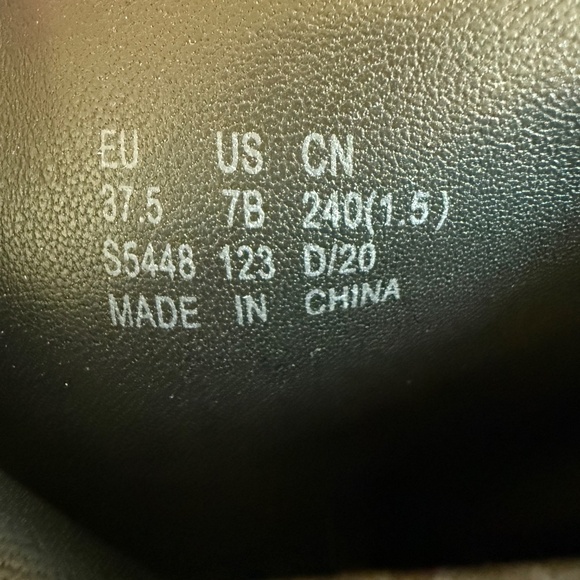 EU US CN
37.5 7B 240(1.5)
S5448 123 D/20
MADE IN CHINA